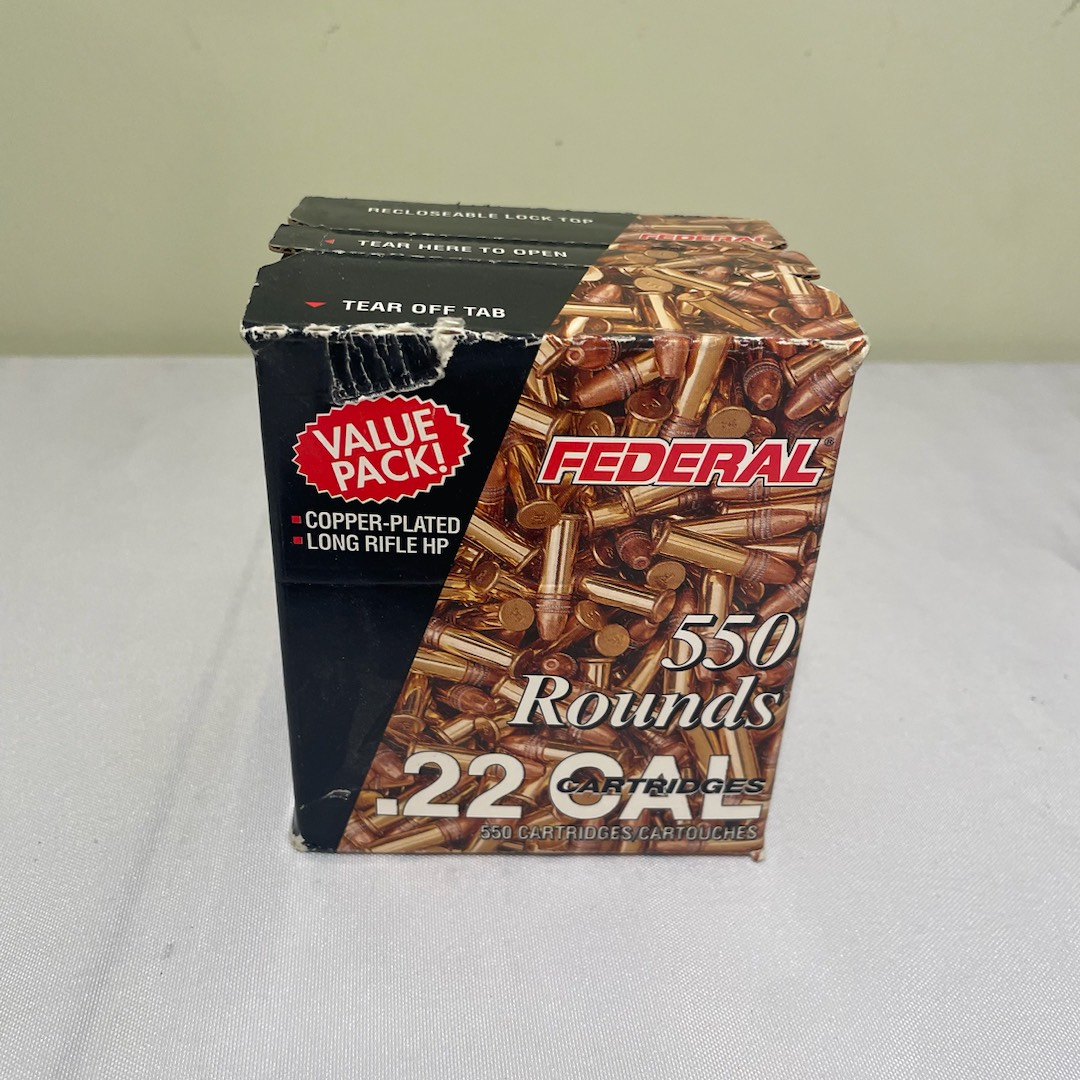 RECLOSEABLE LOCK TOP
FEDERAL
TEAR HERE TO OPEN
TEAR OFF TAB
VALUE
PACK!
FEDERAL®
COPPER-PLATED
LONG RIFLE HP
550
Rounds
.22 CAL
CARTRIDGES
550 CARTRIDGES/CARTOUCHES